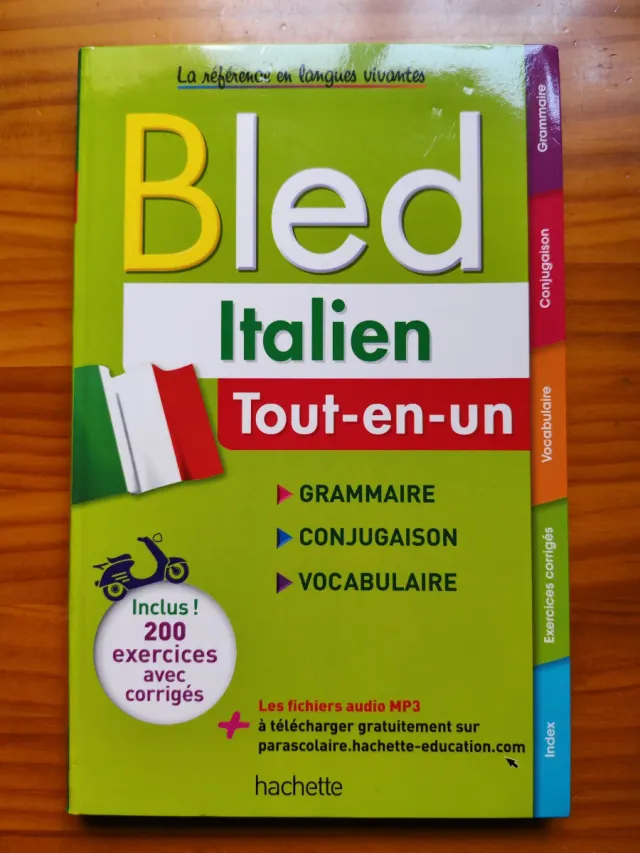 La référence en langues vivantes
Bled
Italien
Tout-en-un
GRAMMAIRE
CONJUGAISON
VOCABULAIRE
Inclus !
200
exercices
avec
corrigés
+ Les fichiers audio MP3
à télécharger gratuitement sur
parascolaire.hachette-education.com
hachette
Grammaire
Conjugaison
Vocabulaire
Exercices corrigés
Index